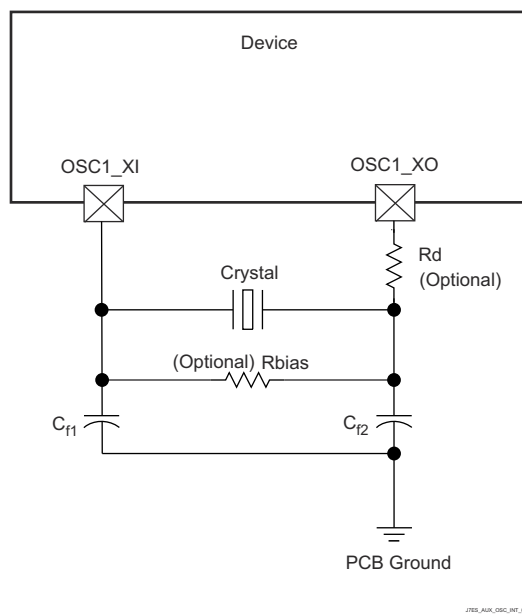 Device
OSC1_XI
OSC1_XO
Rd
(Optional)
Crystal
(Optional) Rbias
Cf1
Cf2
PCB Ground